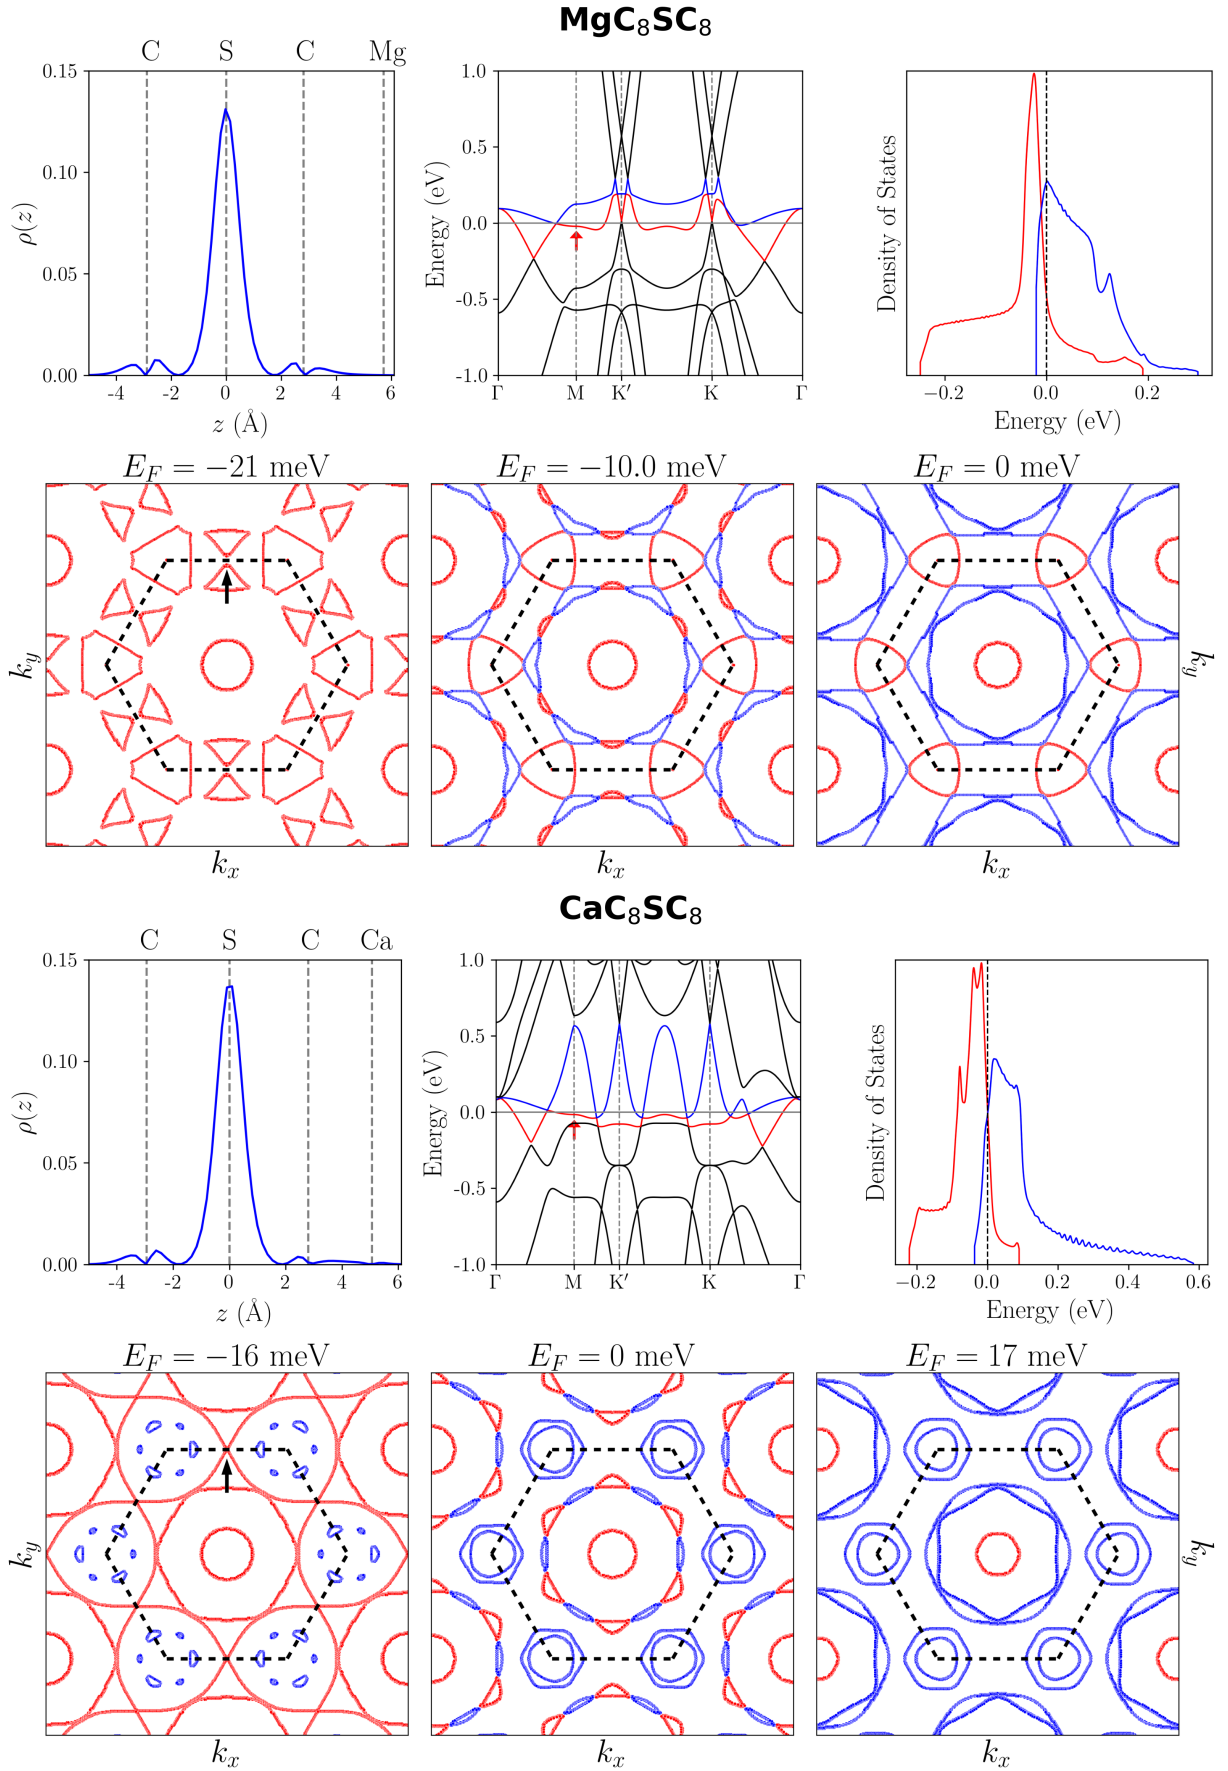 MgC₈SC₈
C S C Mg
0.15
0.10
0.05
0.00
ρ(z)
-4 -2 0 2 4 6
z (Å)
1.0
0.5
0.0
-0.5
-1.0
Energy (eV)
Γ M K′ K Γ
Density of States
−0.2 0.0 0.2
Energy (eV)
E_F = −21 meV
E_F = −10.0 meV
E_F = 0 meV
k_y
k_y
k_x
k_x
k_x
CaC₈SC₈
C S C Ca
0.15
0.10
0.05
0.00
ρ(z)
-4 -2 0 2 4 6
z (Å)
1.0
0.5
0.0
-0.5
-1.0
Energy (eV)
Γ M K′ K Γ
Density of States
−0.2 0.0 0.2 0.4 0.6
Energy (eV)
E_F = −16 meV
E_F = 0 meV
E_F = 17 meV
k_y
k_y
k_x
k_x
k_x